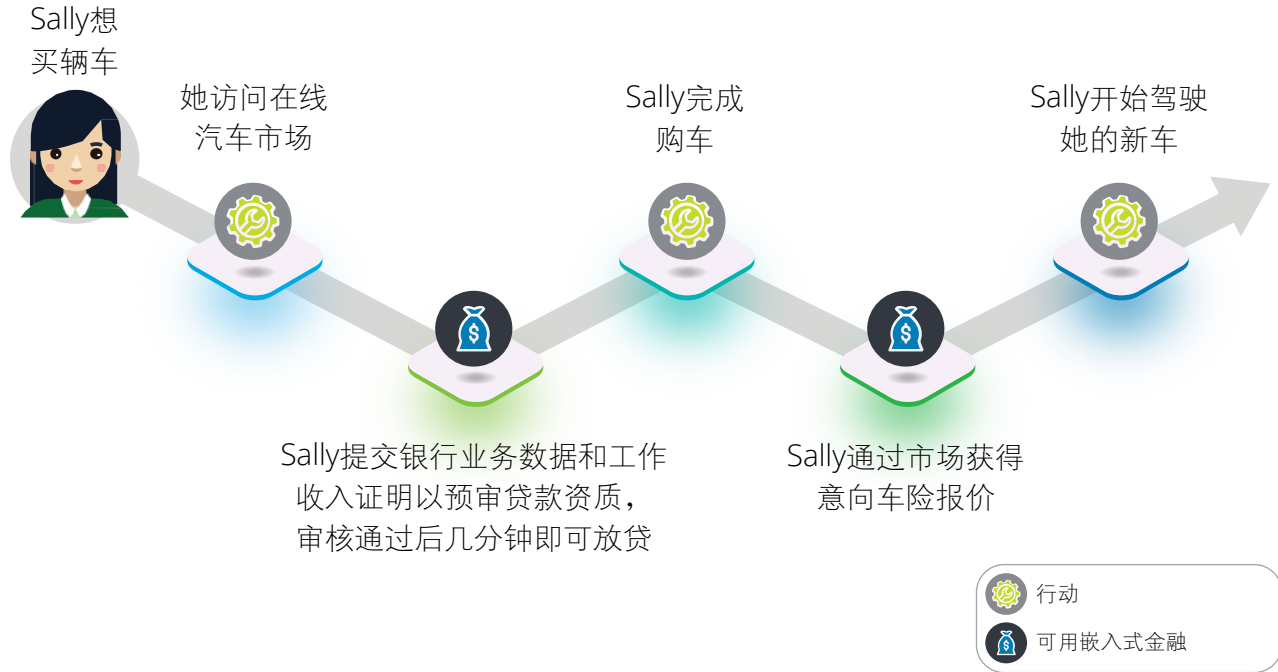 Sally想
买辆车
她访问在线
汽车市场
Sally完成
购车
Sally开始驾驶
她的新车
Sally提交银行业务数据和工作
收入证明以预审贷款资质，
审核通过后几分钟即可放贷
Sally通过市场获得
意向车险报价
$
$
行动
$ 可用嵌入式金融